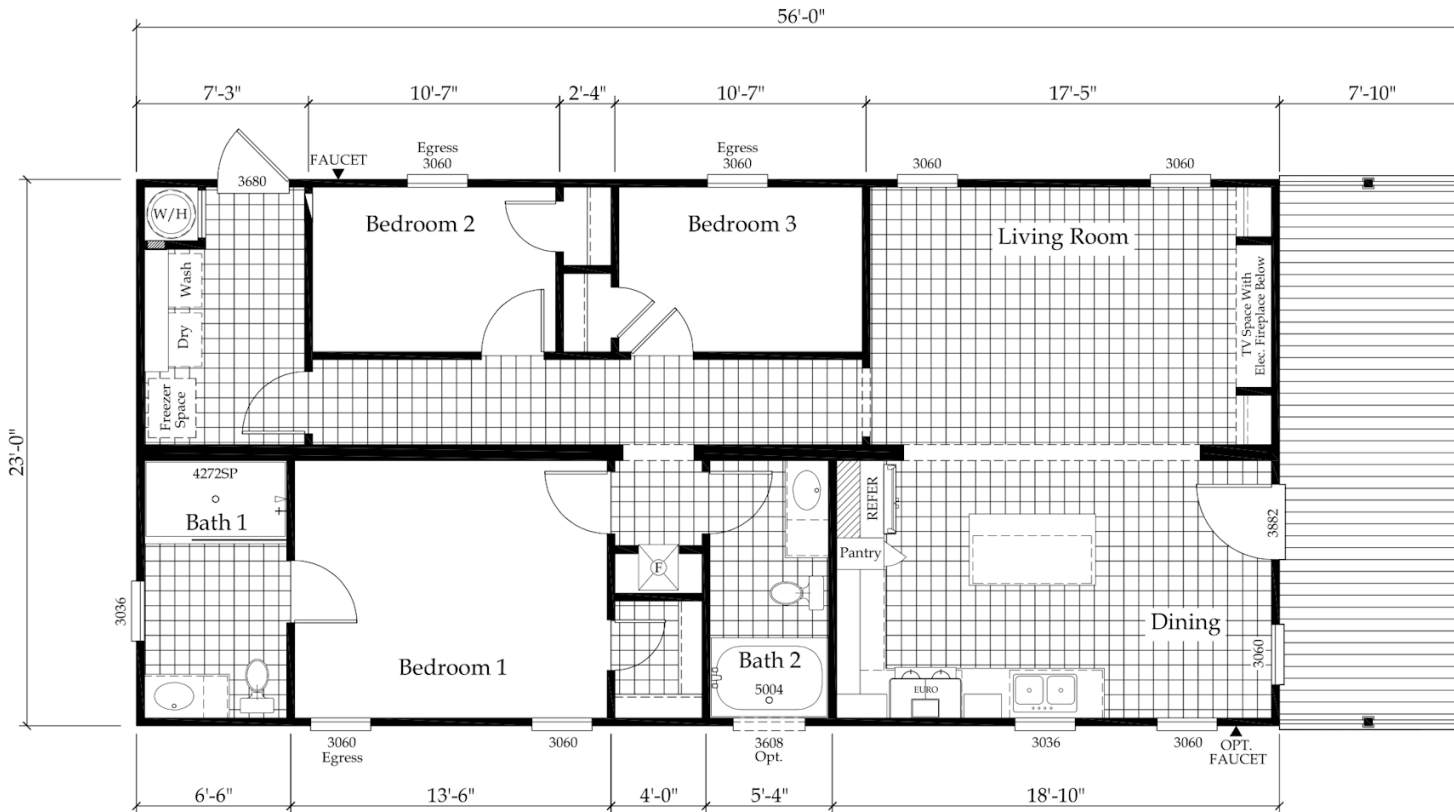 56'-0"
7'-3"
10'-7"
2'-4"
10'-7"
17'-5"
7'-10"
FAUCET
Egress
3060
Egress
3060
3060
3060
3680
W/H
Bedroom 2
Bedroom 3
Living Room
Wash
Dry
Freezer
Space
TV Space With
Elec. Fireplace Below
23'-0"
4272SP
Bath 1
REFER
Pantry
F
3882
3036
Bedroom 1
Bath 2
5004
Dining
3060
EURO
3060
Egress
3060
3608
Opt.
3036
3060
OPT.
FAUCET
6'-6"
13'-6"
4'-0"
5'-4"
18'-10"